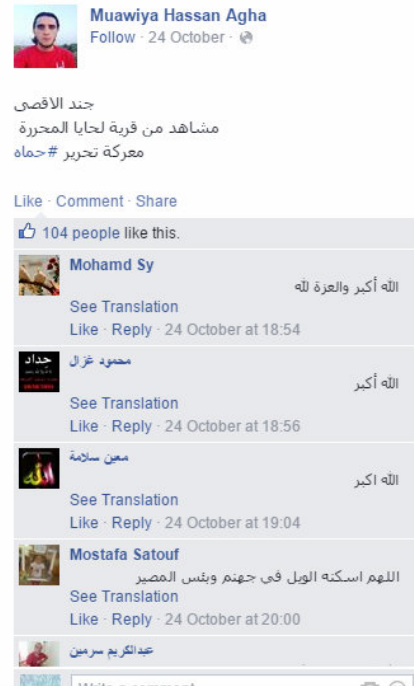 Muawiya Hassan Agha
Follow · 24 October ·
جند الاقصى
مشاهد من قرية لحايا المحررة
معركة تحرير #حماه
Like · Comment · Share
104 people like this.
Mohamd Sy
الله أكبر والعزة لله
See Translation
Like · Reply · 24 October at 18:54
حداد
محمود غزال
الله أكبر
See Translation
Like · Reply · 24 October at 18:56
الله
معين سلامة
الله اكبر
See Translation
Like · Reply · 24 October at 19:04
Mostafa Satouf
اللهم اسكنه الويل في جهنم وبئس المصير
See Translation
Like · Reply · 24 October at 20:00
عبدالكريم سرمين
Write a comment